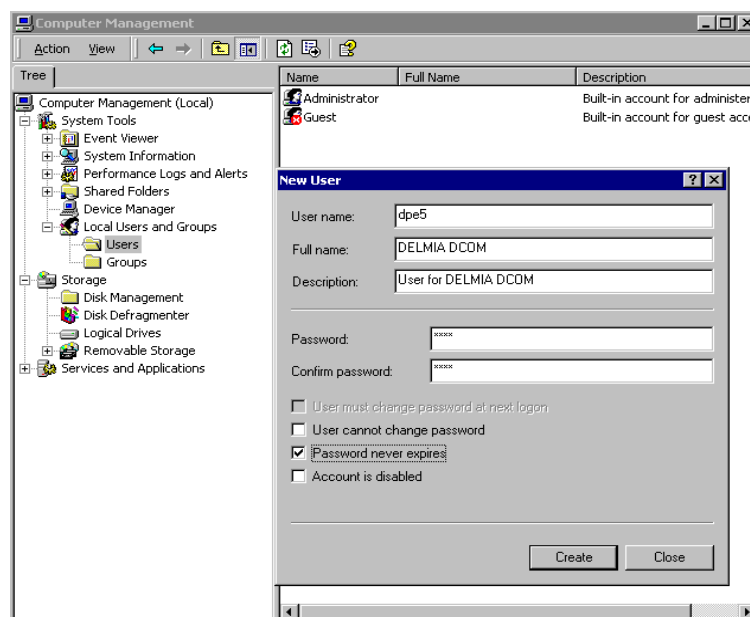 Computer Management
Action View
Tree
Name Full Name Description
Computer Management (Local)
System Tools
Event Viewer
System Information
Performance Logs and Alerts
Shared Folders
Device Manager
Local Users and Groups
Users
Groups
Storage
Disk Management
Disk Defragmenter
Logical Drives
Removable Storage
Services and Applications
Administrator Built-in account for administer
Guest Built-in account for guest acc
New User
User name: dpe5
Full name: DELMIA DCOM
Description: User for DELMIA DCOM
Password: ****
Confirm password: ****
User must change password at next logon
User cannot change password
Password never expires
Account is disabled
Create Close